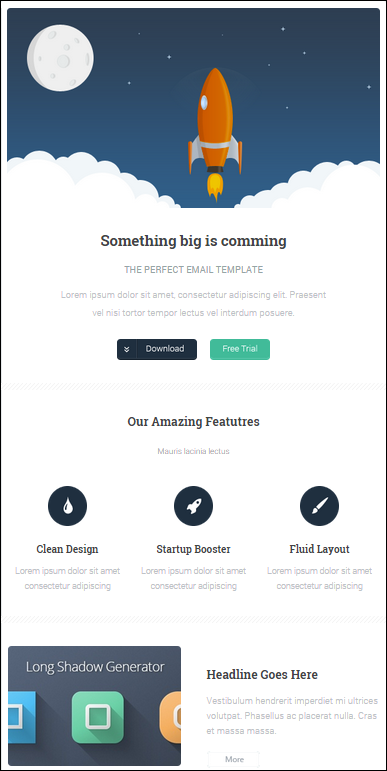 Something big is comming
THE PERFECT EMAIL TEMPLATE
Lorem ipsum dolor sit amet, consectetur adipiscing elit. Praesent
vel nisi tortor tempor lectus vel interdum posuere.
Download
Free Trial
Our Amazing Featutres
Mauris lacinia lectus
Clean Design
Startup Booster
Fluid Layout
Lorem ipsum dolor sit amet
consectetur adipiscing
Lorem ipsum dolor sit amet
consectetur adipiscing
Lorem ipsum dolor sit amet
consectetur adipiscing
Long Shadow Generator
Headline Goes Here
Vestibulum hendrerit imperdiet mi ultrices
volutpat. Phasellus ac placerat nulla. Cras
et massa massa.
More